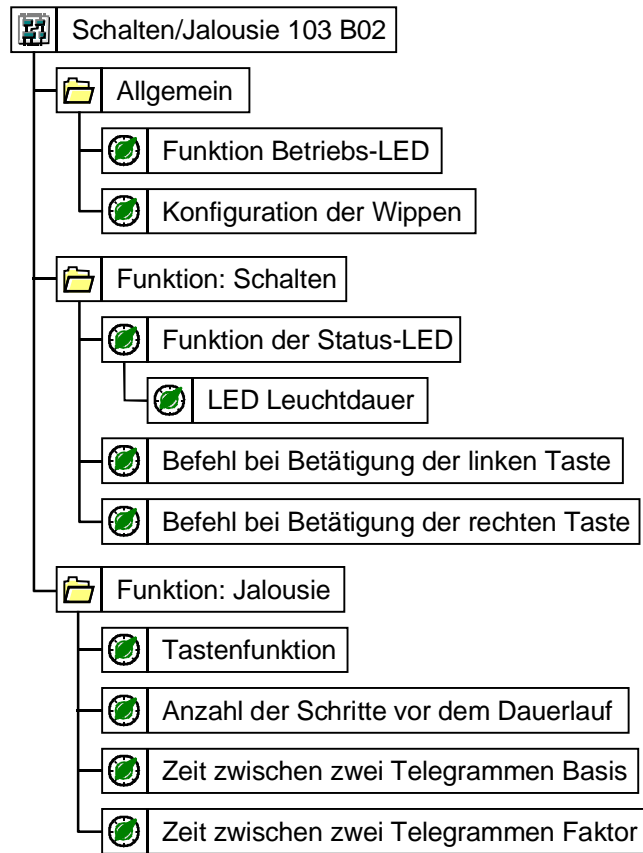 Schalten/Jalousie 103 B02
Allgemein
Funktion Betriebs-LED
Konfiguration der Wippen
Funktion: Schalten
Funktion der Status-LED
LED Leuchtdauer
Befehl bei Betätigung der linken Taste
Befehl bei Betätigung der rechten Taste
Funktion: Jalousie
Tastenfunktion
Anzahl der Schritte vor dem Dauerlauf
Zeit zwischen zwei Telegrammen Basis
Zeit zwischen zwei Telegrammen Faktor